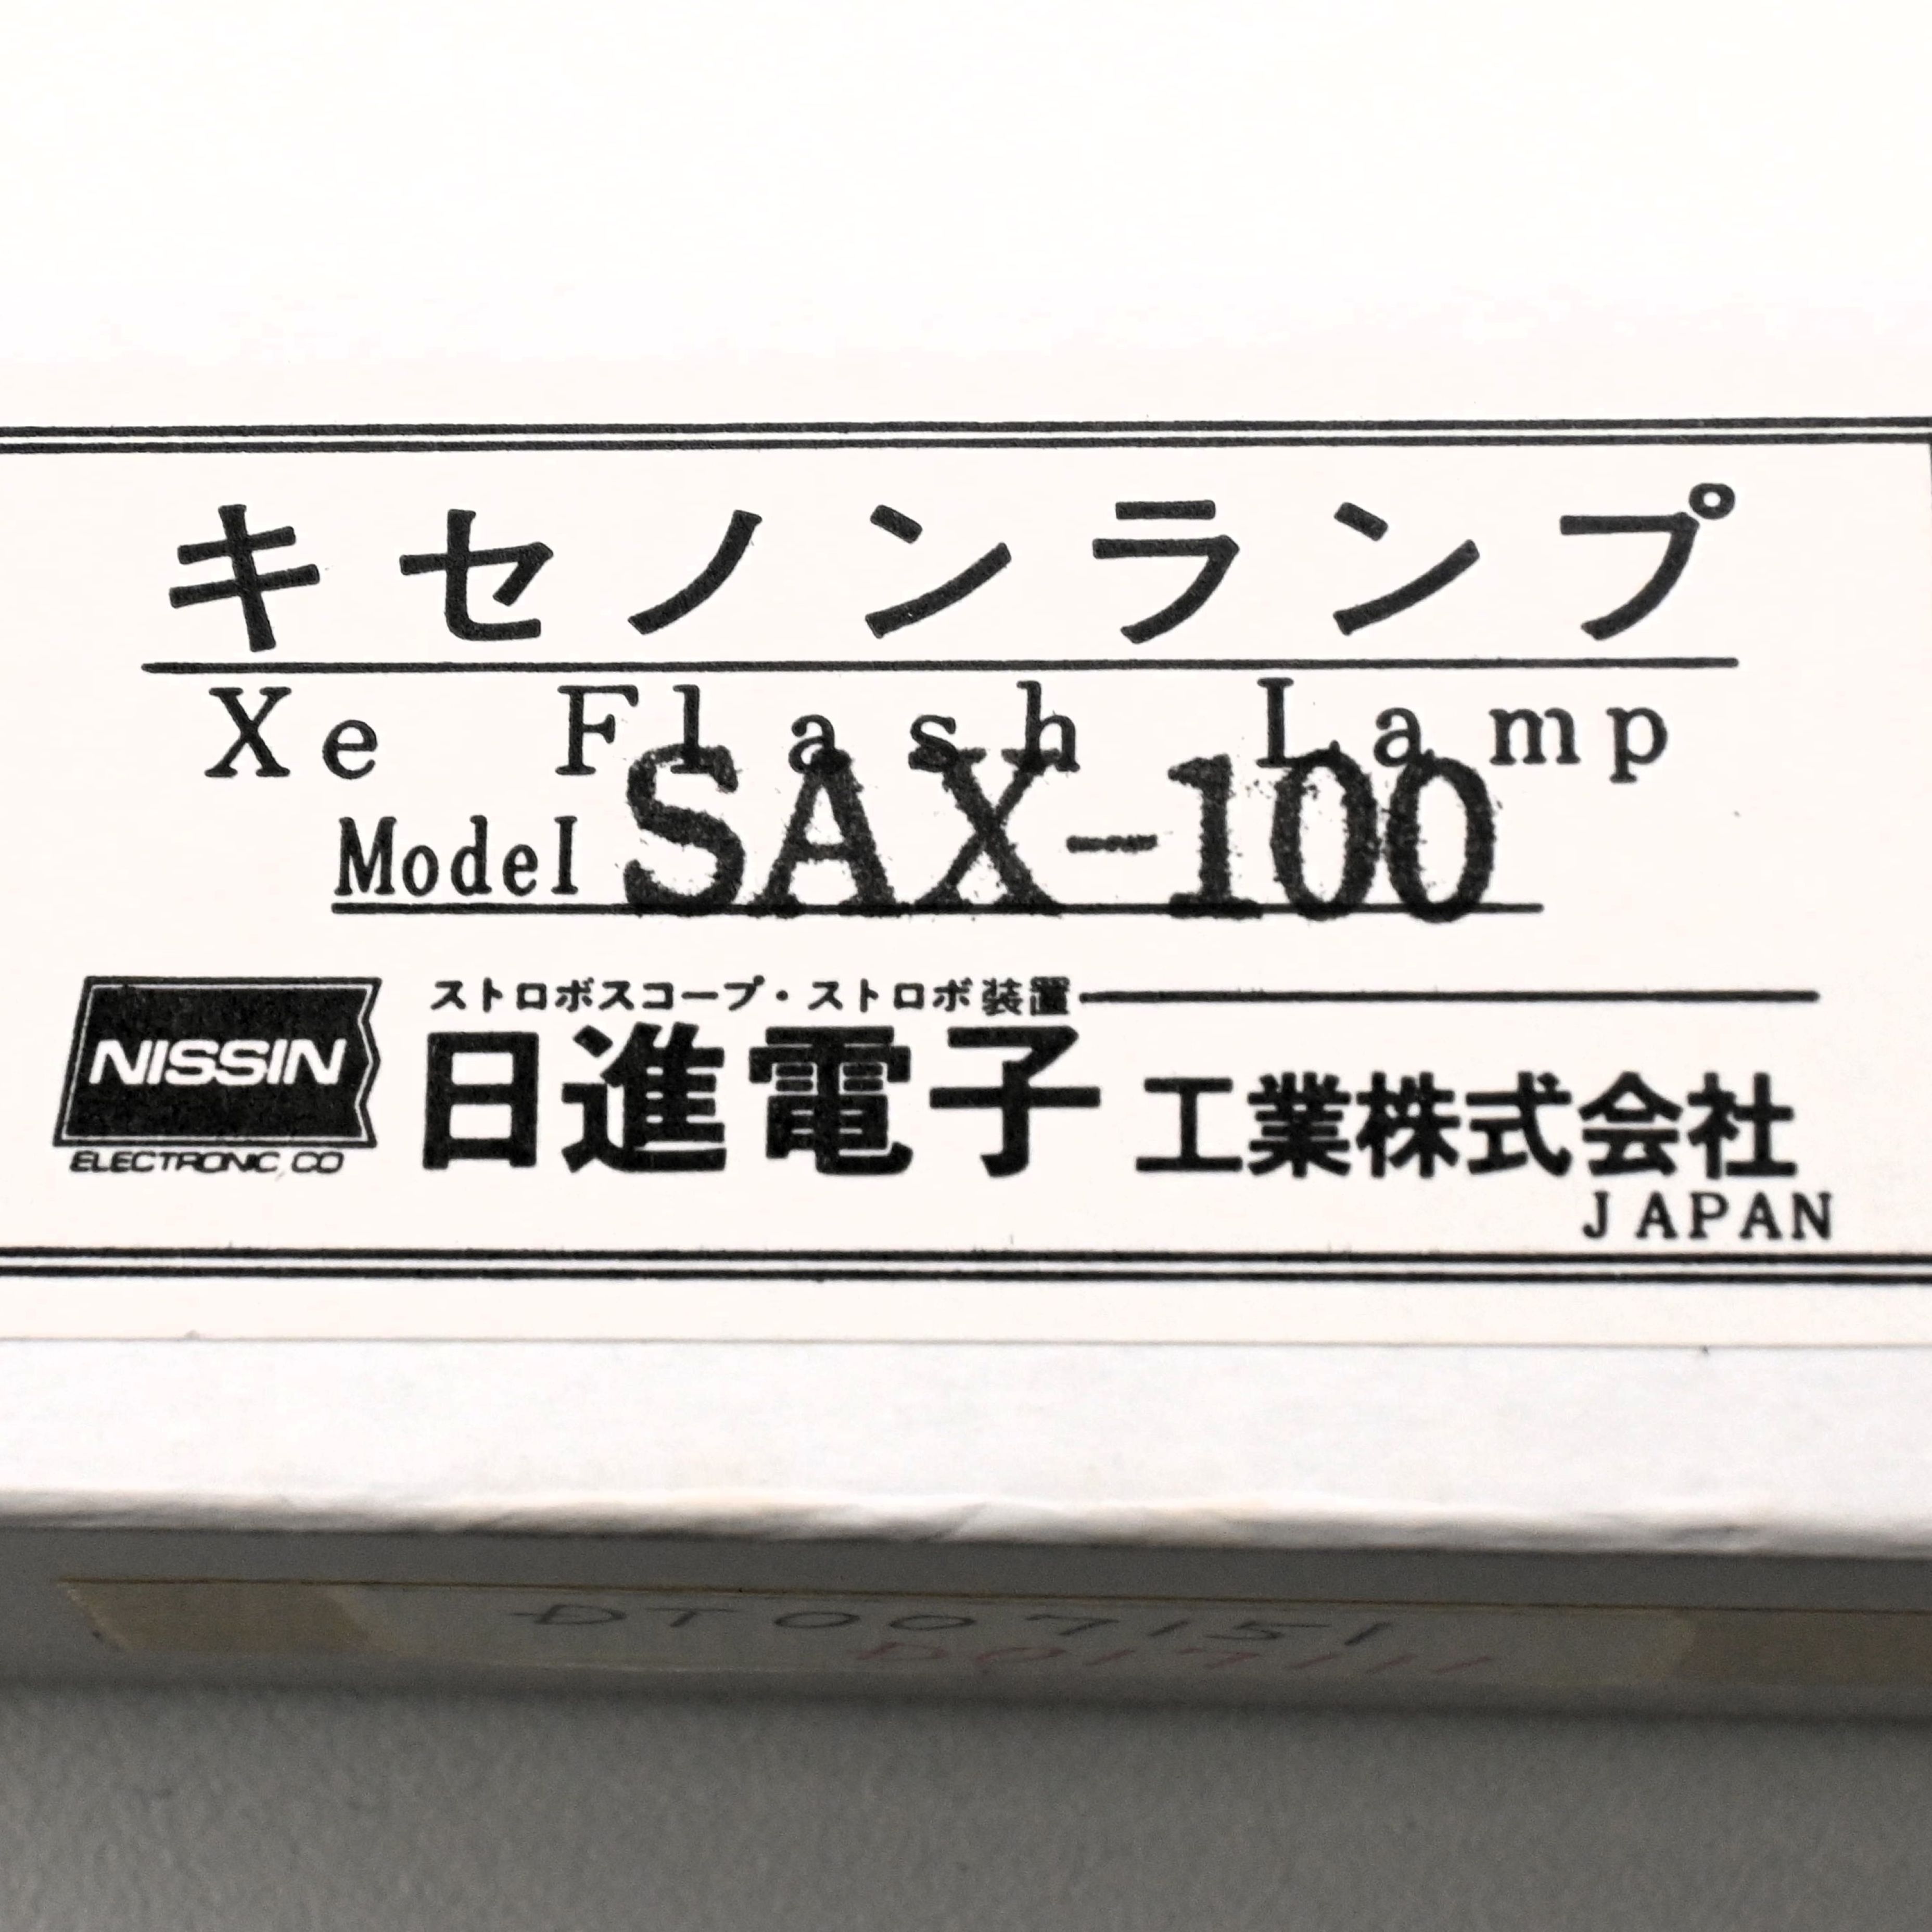 キセノンランプ
Xe Flash Lamp
Model SAX-100
NISSIN
ELECTRONIC CO
ストロボスコープ・ストロボ装置
日進電子工業株式会社
JAPAN
DT007151
D017111